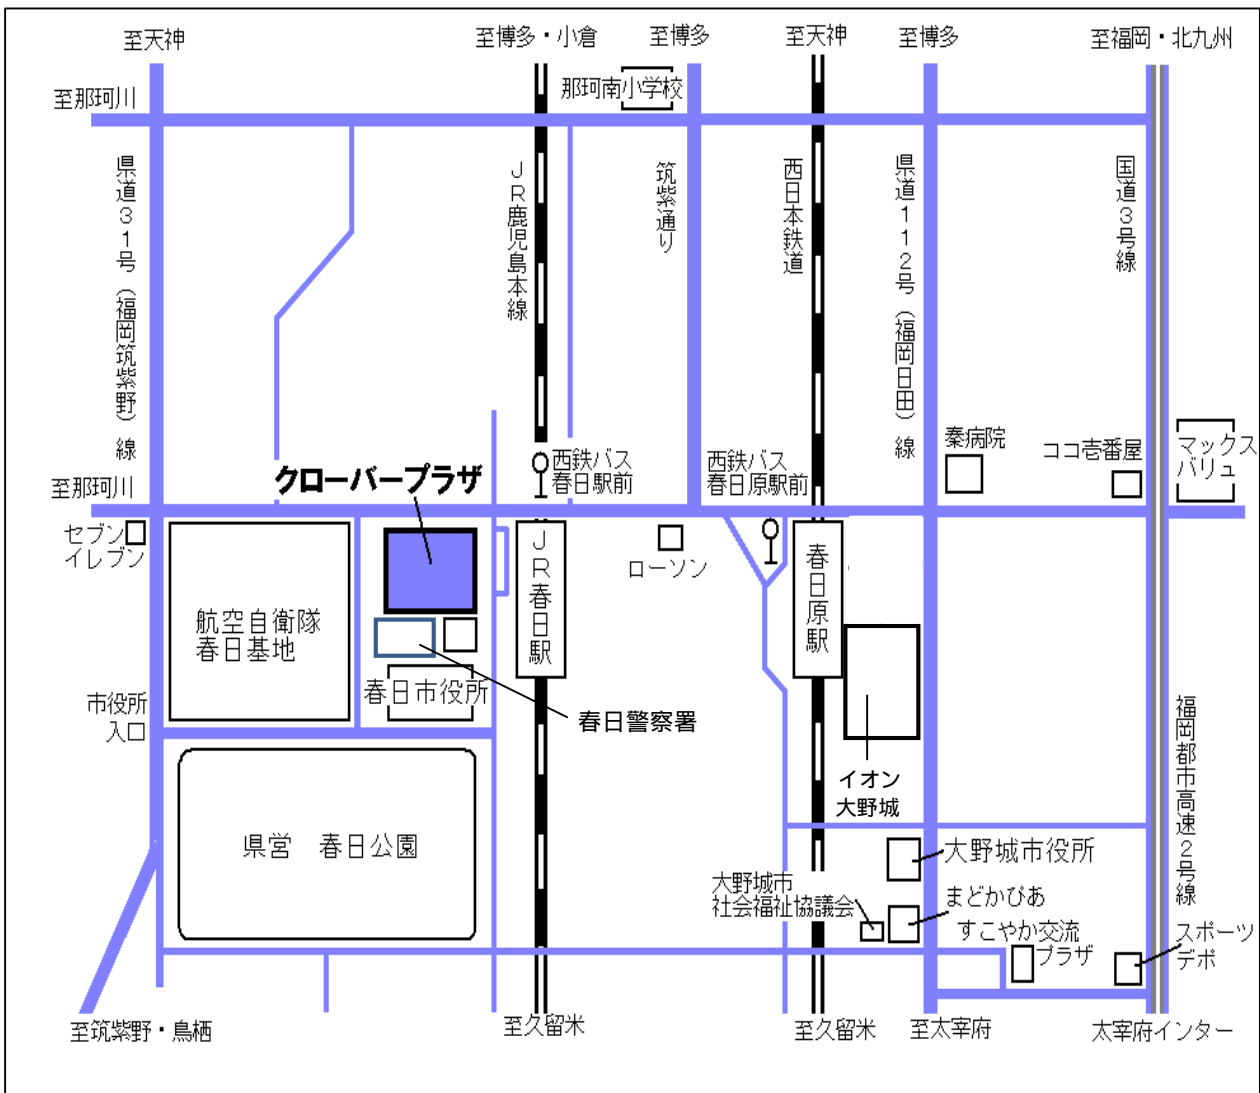 至天神
至博多・小倉
至博多
至天神
至博多
至福岡・北九州
那珂南小学校
至那珂川
県道31号（福岡筑紫野）線
JR鹿児島本線
筑紫通り
西日本鉄道
県道112号（福岡日田）線
国道3号線
秦病院
ココ壱番屋
マックス
バリュ
西鉄バス
春日駅前
西鉄バス
春日原駅前
クローバープラザ
至那珂川
セブン
イレブン
ローソン
JR春日駅
春日原駅
航空自衛隊
春日基地
春日市役所
市役所
入口
春日警察署
イオン
大野城
福岡都市高速2号線
県営　春日公園
大野城市役所
大野城市
社会福祉協議会
まどかぴあ
すこやか交流
プラザ
スポーツ
デポ
至筑紫野・鳥栖
至久留米
至久留米
至太宰府
太宰府インター